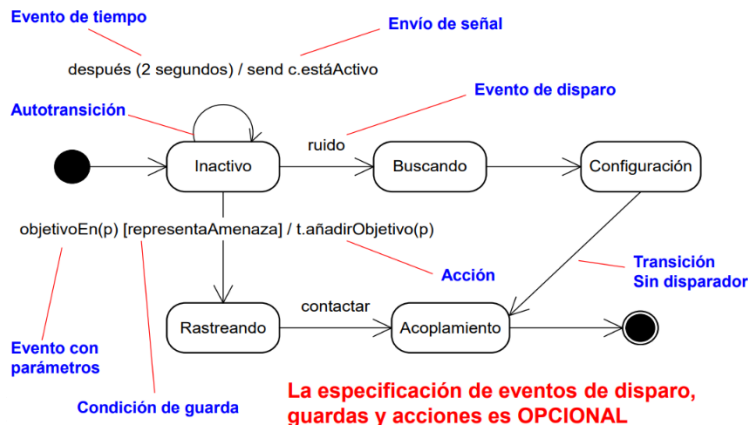 Evento de tiempo
Envío de señal
después (2 segundos) / send c.estáActivo
Evento de disparo
Autotransición
ruido
Inactivo
Buscando
Configuración
objetivoEn(p) [representaAmenaza] / t.añadirObjetivo(p)
Acción
Transición
Sin disparador
contactar
Rastreando
Acoplamiento
Evento con
parámetros
Condición de guarda
La especificación de eventos de disparo,
guardas y acciones es OPCIONAL